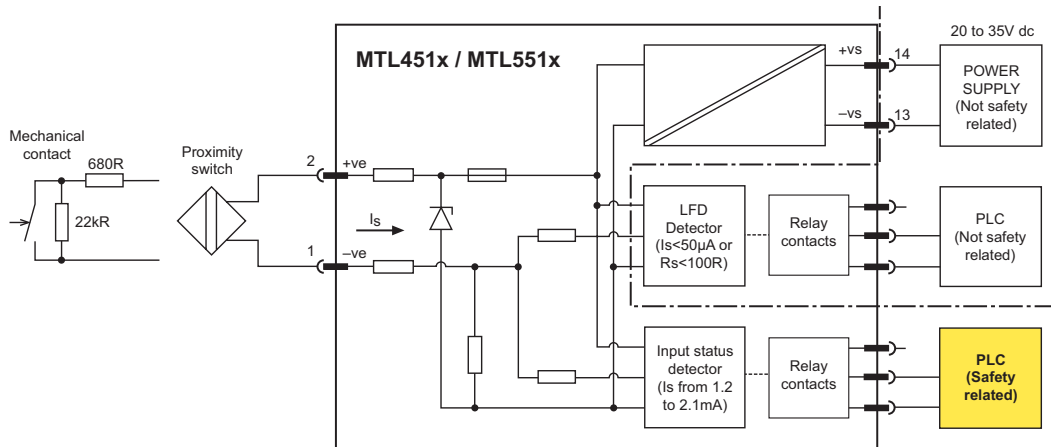 20 to 35V dc
MTL451x / MTL551x
+vs
14
POWER
SUPPLY
(Not safety
related)
–vs
13
Mechanical
contact
680R
22kR
Proximity
switch
2
+ve
Is
1
–ve
LFD
Detector
(Is<50µA or
Rs<100R)
Relay
contacts
PLC
(Not safety
related)
Input status
detector
(Is from 1.2
to 2.1mA)
Relay
contacts
PLC
(Safety
related)